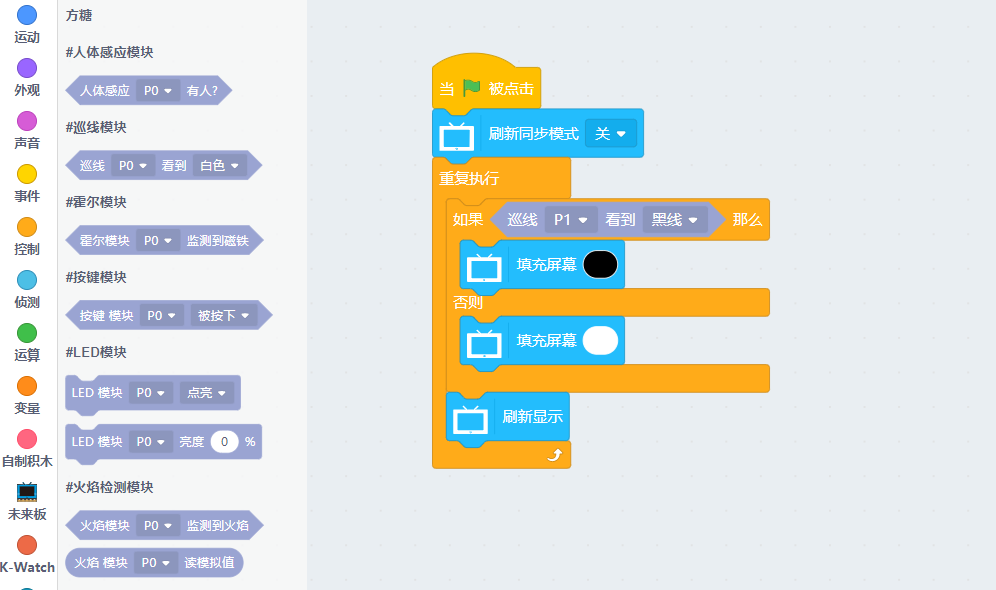 运动
外观
声音
事件
控制
侦测
运算
变量
自制积木
未来板
K-Watch
方糖
#人体感应模块
人体感应 P0 有人?
#巡线模块
巡线 P0 看到 白色
#霍尔模块
霍尔模块 P0 监测到磁铁
#按键模块
按键 模块 P0 被按下
#LED模块
LED 模块 P0 点亮
LED 模块 P0 亮度 0 %
#火焰检测模块
火焰模块 P0 监测到火焰
火焰 模块 P0 读模拟值
当 被点击
刷新同步模式 关
重复执行
如果 巡线 P1 看到 黑线 那么
填充屏幕
否则
填充屏幕
刷新显示